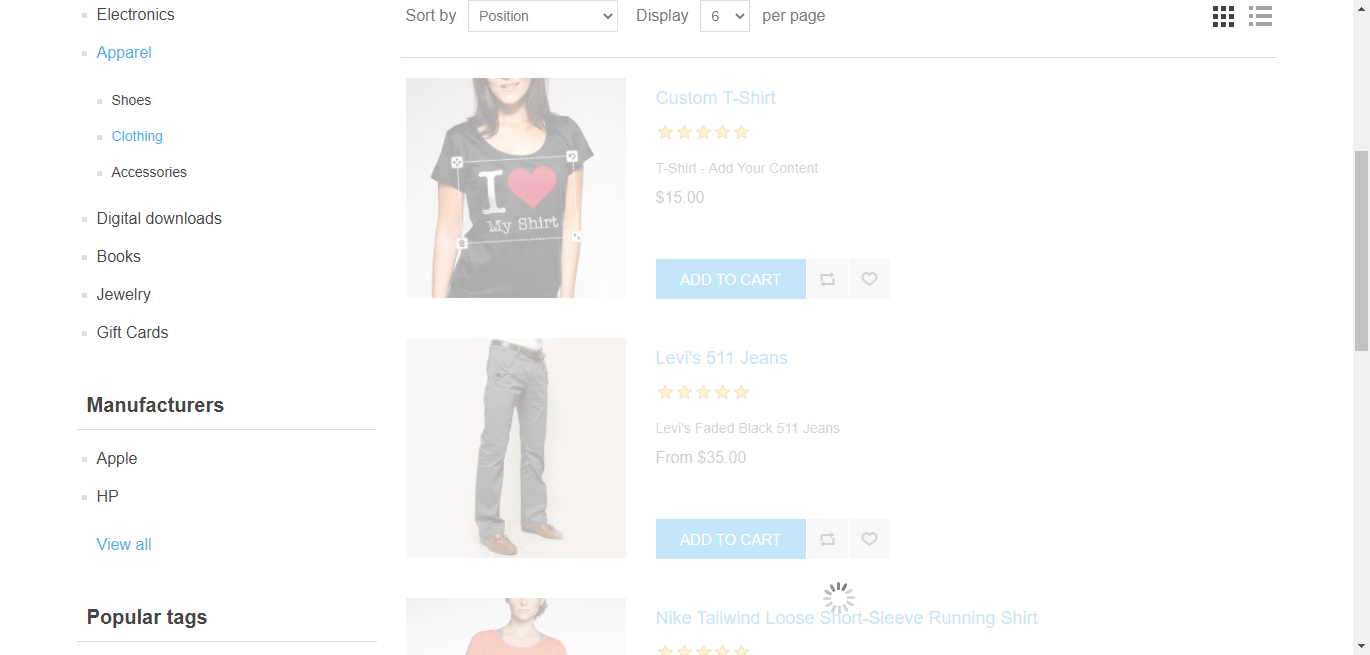 Electronics
Apparel
Shoes
Clothing
Accessories
Digital downloads
Books
Jewelry
Gift Cards
Manufacturers
Apple
HP
View all
Popular tags
Sort by Position Display 6 per page
I
My Shirt
Custom T-Shirt
T-Shirt - Add Your Content
$15.00
ADD TO CART
Levi's 511 Jeans
Levi's Faded Black 511 Jeans
From $35.00
ADD TO CART
Nike Tailwind Loose Short-Sleeve Running Shirt